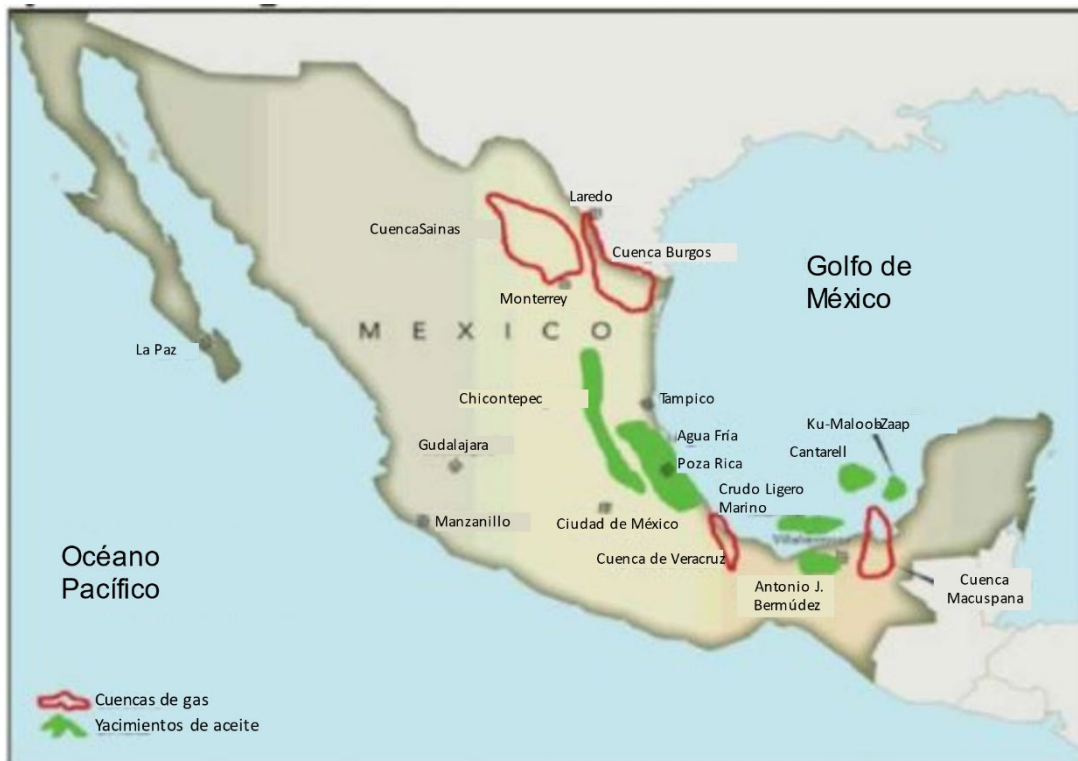 Laredo
CuencaSainas
Cuenca Burgos
Golfo de
México
Monterrey
MEXICO
La Paz
Chicontepec
Tampico
Ku-MaloobZaap
Agua Fría
Gudalajara
Cantarell
Poza Rica
Crudo Ligero
Marino
Manzanillo
Ciudad de México
Océano
Pacífico
Cuenca de Veracruz
Antonio J.
Bermúdez
Cuenca
Macuspana
Cuencas de gas
Yacimientos de aceite